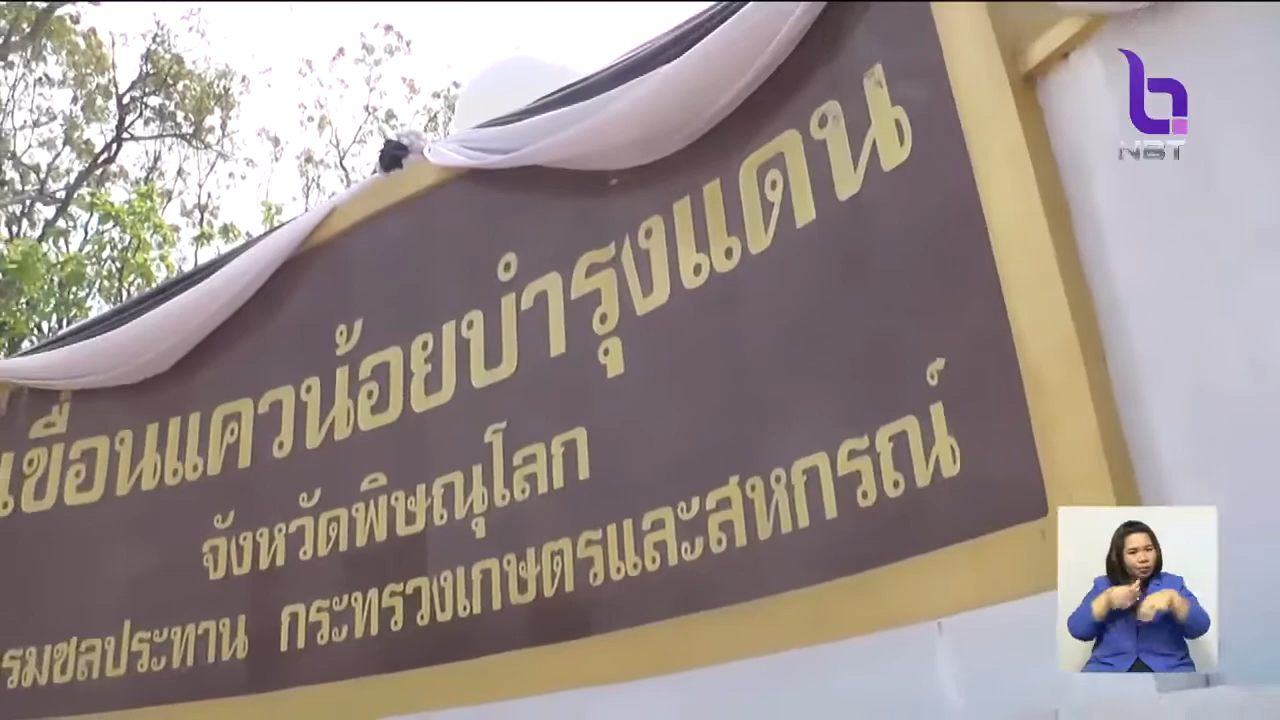 เขื่อนแควน้อยบำรุงแดน
จังหวัดพิษณุโลก
รมชลประทาน กระทรวงเกษตรและสหกรณ์
NBT